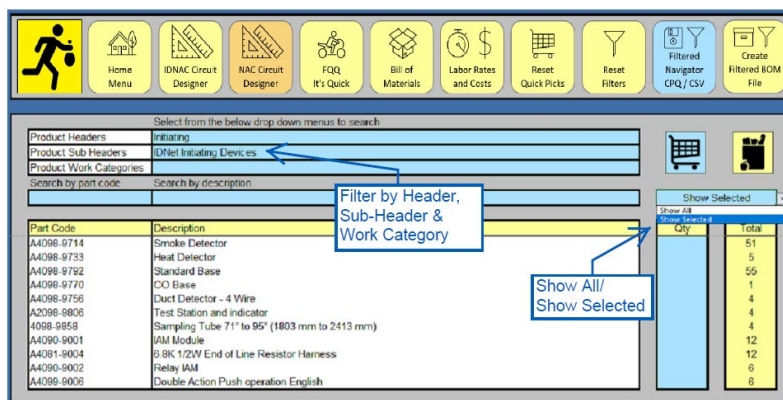 Home
Menu
IDNAC Circuit
Designer
NAC Circuit
Designer
FQQ
It's Quick
Bill of
Materials
Labor Rates
and Costs
Reset
Quick Picks
Reset
Filters
Filtered
Navigator
CPQ / CSV
Create
Filtered BOM
File
Select from the below drop down menus to search
Product Headers Initiating
Product Sub Headers IDNet Initiating Devices
Product Work Categories
Search by part code Search by description
Filter by Header,
Sub-Header &
Work Category
Show Selected
Show All
Show Selected
Show All/
Show Selected
Part Code Description Qty Total
A4098-9714 Smoke Detector 51
A4098-9733 Heat Detector 5
A4098-9792 Standard Base 55
A4098-9770 CO Base 1
A4098-9756 Duct Detector - 4 Wire 4
A2098-9806 Test Station and indicator 4
4098-9858 Sampling Tube 71" to 95" (1803 mm to 2413 mm) 4
A4090-9001 IAM Module 12
A4081-9004 6.8K 1/2W End of Line Resistor Harness 12
A4090-9002 Relay IAM 6
A4099-9006 Double Action Push operation English 6